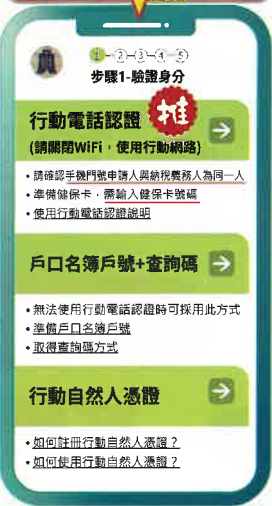 1-2-3-4-5
步驟1-驗證身分
行動電話認證 推
(請關閉WiFi,使用行動網路)
•請確認手機門號申請人與納稅義務人為同一人
•準備健保卡,需輸入健保卡號碼
•使用行動電話認證說明
戶口名簿戶號+查詢碼
•無法使用行動電話認證時可採用此方式
•準備戶口名簿戶號
•取得查詢碼方式
行動自然人憑證
•如何註冊行動自然人憑證?
•如何使用行動自然人憑證?